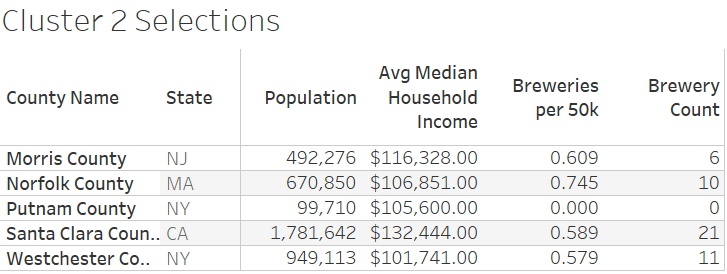 Cluster 2 Selections
County Name State Population Avg Median Household Income Breweries per 50k Brewery Count
Morris County NJ 492,276 $116,328.00 0.609 6
Norfolk County MA 670,850 $106,851.00 0.745 10
Putnam County NY 99,710 $105,600.00 0.000 0
Santa Clara Coun.. CA 1,781,642 $132,444.00 0.589 21
Westchester Co.. NY 949,113 $101,741.00 0.579 11